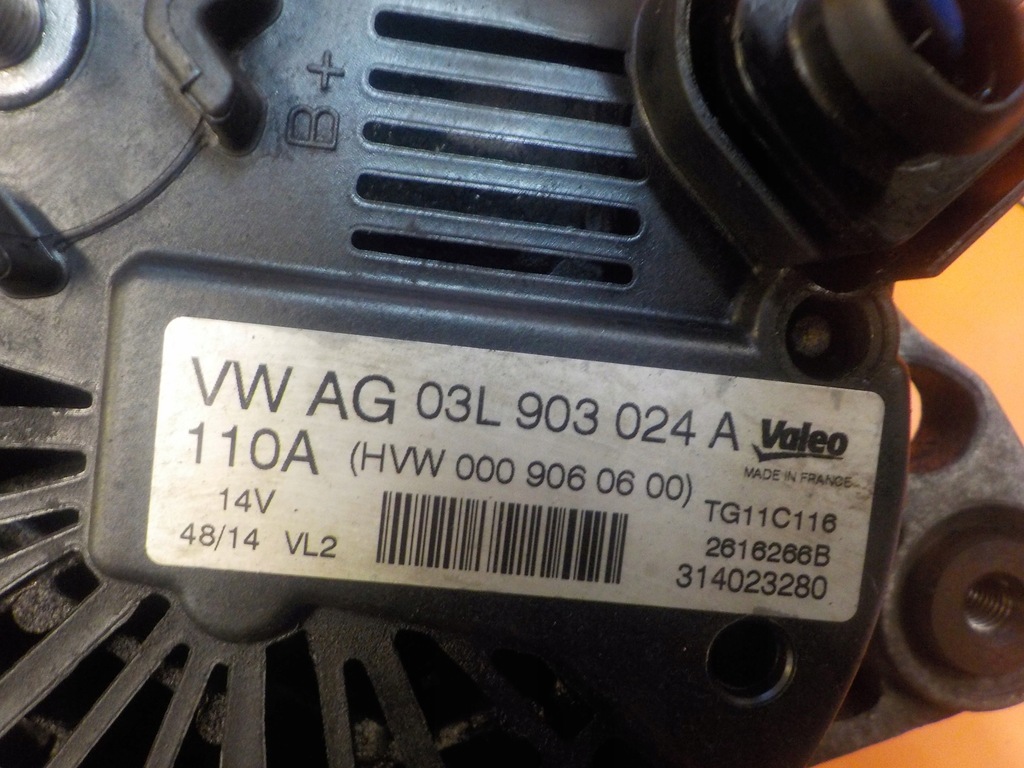 B+
VW AG 03L 903 024 A Valeo
110A (HVW 000 906 06 00) MADE IN FRANCE
14V TG11C116
48/14 VL2 2616266B
314023280